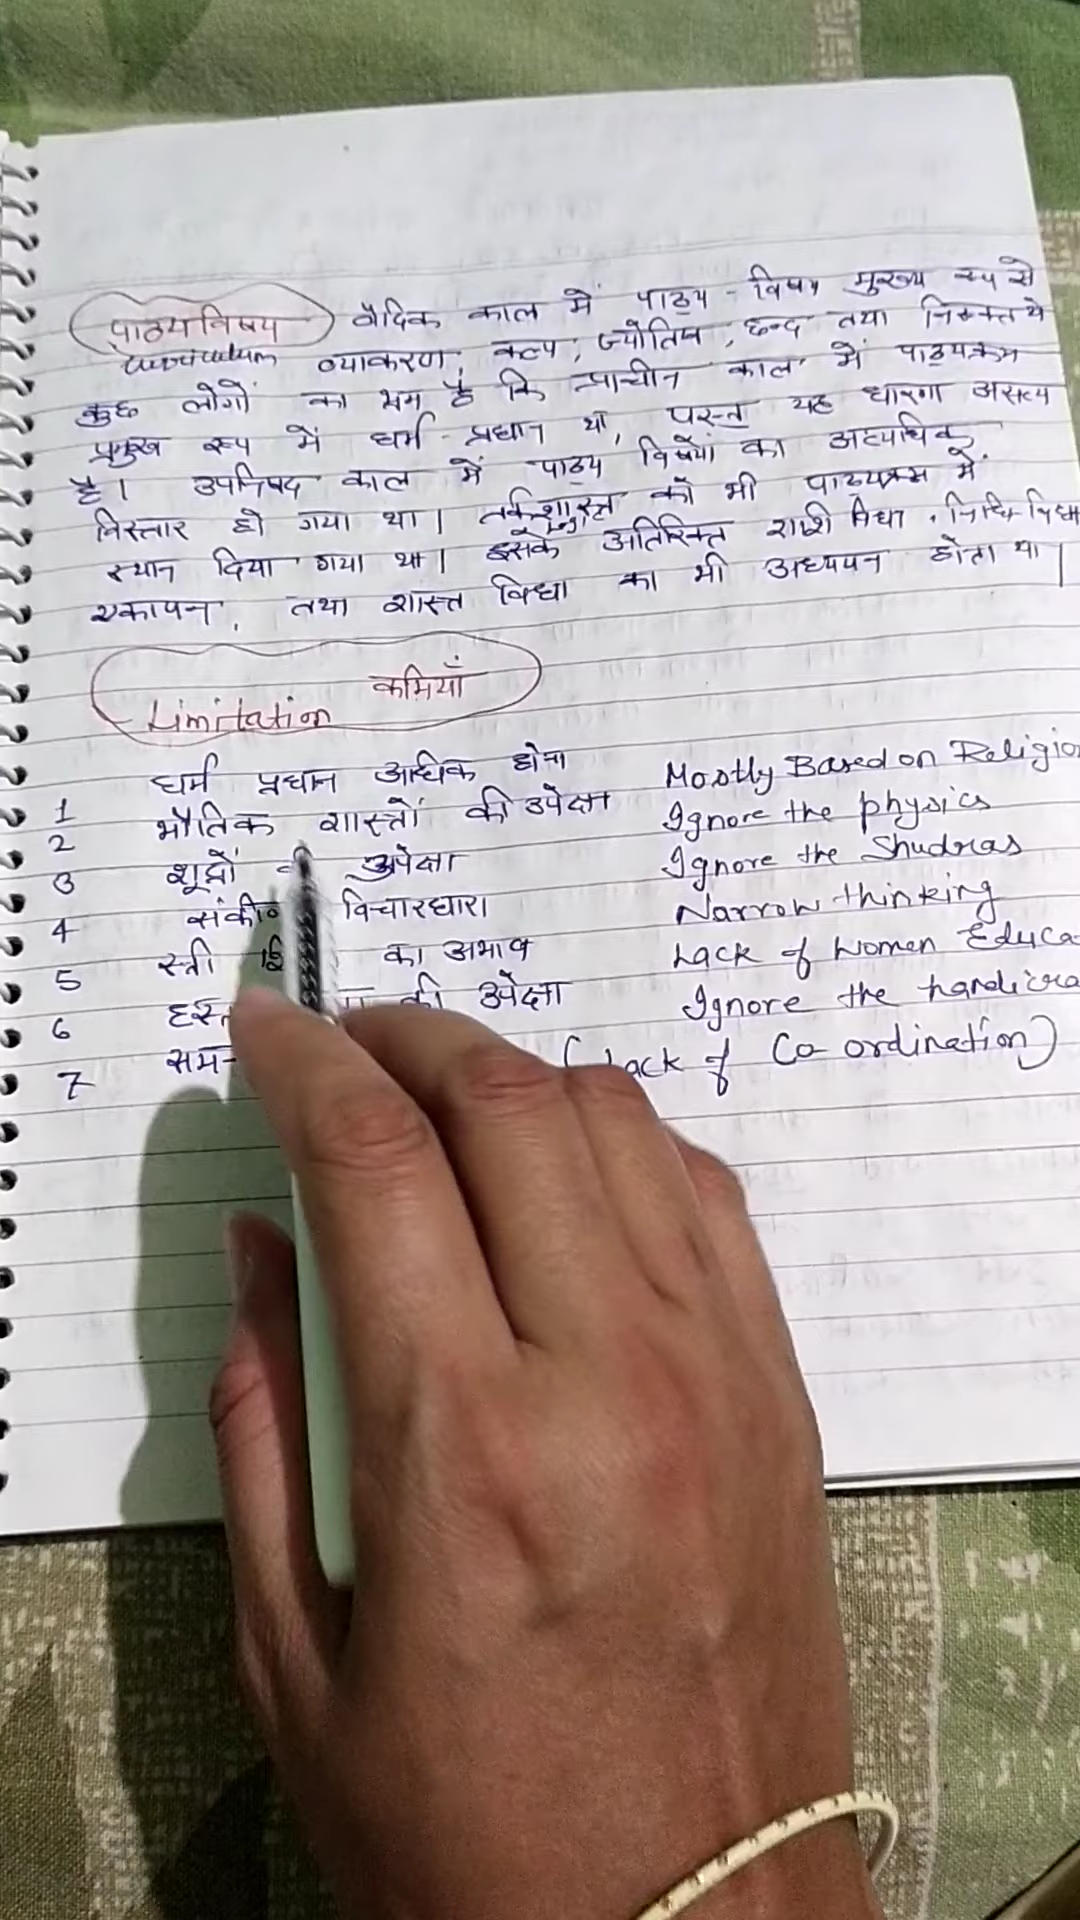 पाठ्यविषय वैदिक काल में पाठ्य - विषय मुख्य रूप से
Curriculum व्याकरण, कल्प, ज्योतिष, छन्द तथा निरूक्त थे
कुछ लोगों का भ्रम है कि प्राचीन काल में पाठ्यक्रम
प्रमुख रूप में धर्म - प्रधान था, परन्तु यह धारणा असत्य
है। उपनिषद काल में पाठ्य विषयों का अत्यधिक
विस्तार हो गया था। तर्कशास्त्र को भी पाठ्यक्रम में
स्थान दिया गया था। इसके अतिरिक्त राशि विधा, निधि-विधा
एकापन, तथा शास्त्र विधा का भी अध्ययन होता था।
कमियाँ
Limitation
1 धर्म प्रधान अधिक होना Mostly Based on Religio
2 भौतिक शास्त्रों की उपेक्षा Ignore the physics
3 शूद्रों उपेक्षा Ignore the Shudras
4 विचारधारा Narrow thinking
5 स्त्री का अभाव Lack of women Educa
6 की उपेक्षा Ignore the handicra
7 (Lack of Co ordination)